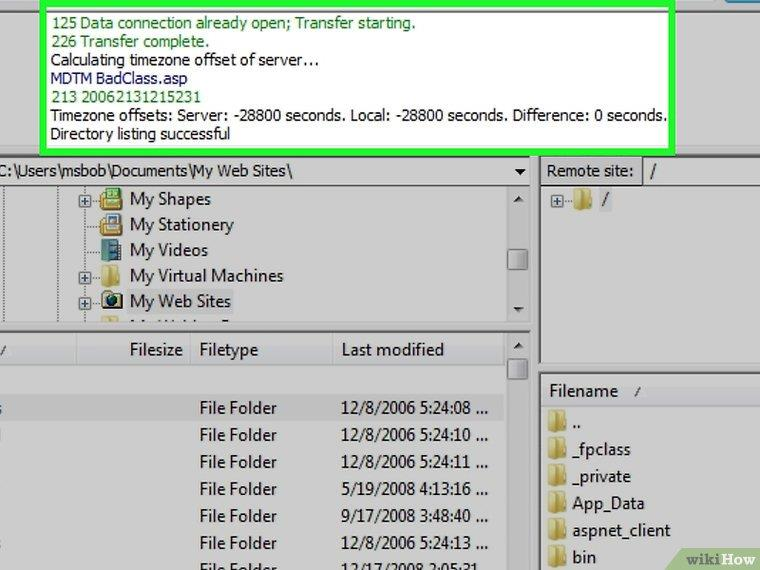 125 Data connection already open; Transfer starting.
226 Transfer complete.
Calculating timezone offset of server...
MDTM BadClass.asp
213 20062131215231
Timezone offsets: Server: -28800 seconds. Local: -28800 seconds. Difference: 0 seconds.
Directory listing successful
C:\Users\msbob\Documents\My Web Sites\
Remote site: /
My Shapes
/
My Stationery
My Videos
My Virtual Machines
My Web Sites
/ Filesize Filetype Last modified
Filename /
File Folder 12/8/2006 5:24:08 ...
..
File Folder 12/8/2006 5:24:10 ...
_fpclass
File Folder 12/8/2006 5:24:11 ...
_private
File Folder 5/19/2008 4:13:16 ...
App_Data
File Folder 9/17/2008 3:48:40 ...
aspnet_client
File Folder 12/8/2006 5:24:13 ...
bin
File Folder 12/17/2008 2:20:71 ...
wikiHow